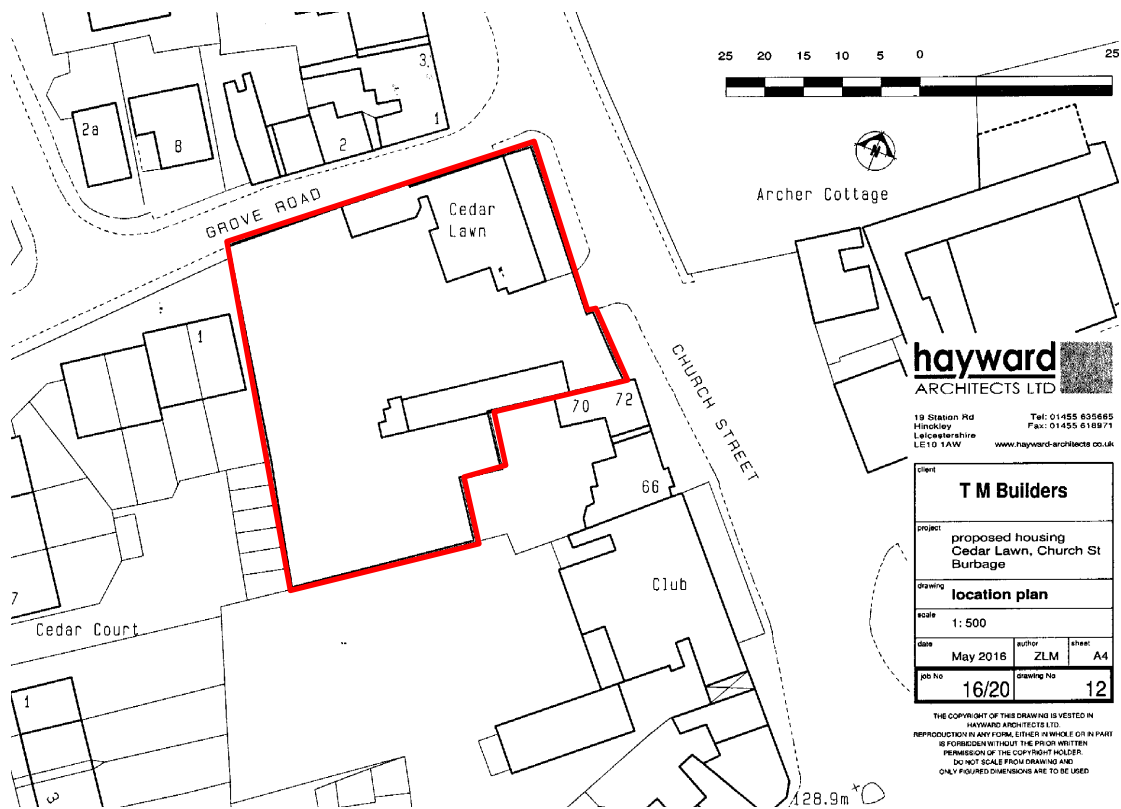 25 20 15 10 5 0 25
3
2a
8
2
1
N
Archer Cottage
GROVE ROAD
Cedar
Lawn
1
CHURCH STREET
70 72
66
Club
7
Cedar Court
1
3
128.9m
hayward
ARCHITECTS LTD
19 Station Rd
Hinckley
Leicestershire
LE10 1AW
Tel: 01455 635665
Fax: 01455 618971
www.hayward-architects.co.uk
client
T M Builders
project
proposed housing
Cedar Lawn, Church St
Burbage
drawing
location plan
scale
1: 500
date May 2016 author ZLM sheet A4
job No 16/20 drawing No 12
THE COPYRIGHT OF THIS DRAWING IS VESTED IN
HAYWARD ARCHITECTS LTD.
REPRODUCTION IN ANY FORM, EITHER IN WHOLE OR IN PART
IS FORBIDDEN WITHOUT THE PRIOR WRITTEN
PERMISSION OF THE COPYRIGHT HOLDER.
DO NOT SCALE FROM DRAWING AND
ONLY FIGURED DIMENSIONS ARE TO BE USED